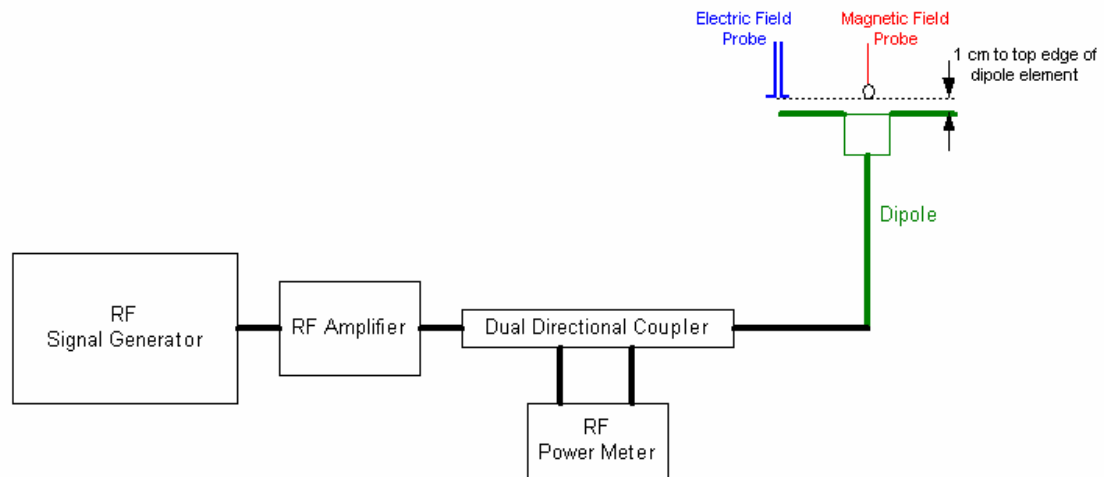 Electric Field
Probe
Magnetic Field
Probe
1 cm to top edge of
dipole element
Dipole
RF
Signal Generator
RF Amplifier
Dual Directional Coupler
RF
Power Meter